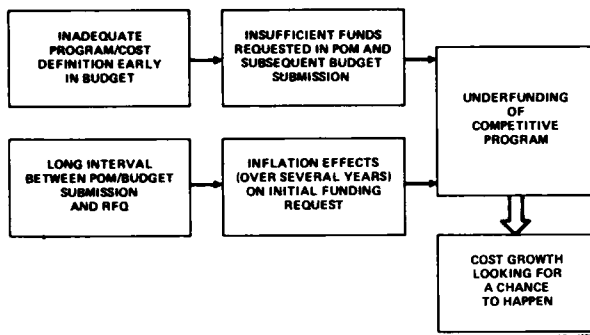 INADEQUATE
PROGRAM/COST
DEFINITION EARLY
IN BUDGET
INSUFFICIENT FUNDS
REQUESTED IN POM AND
SUBSEQUENT BUDGET
SUBMISSION
UNDERFUNDING
OF
COMPETITIVE
PROGRAM
LONG INTERVAL
BETWEEN POM/BUDGET
SUBMISSION
AND RFQ
INFLATION EFFECTS
(OVER SEVERAL YEARS)
ON INITIAL FUNDING
REQUEST
COST GROWTH
LOOKING FOR
A CHANCE
TO HAPPEN